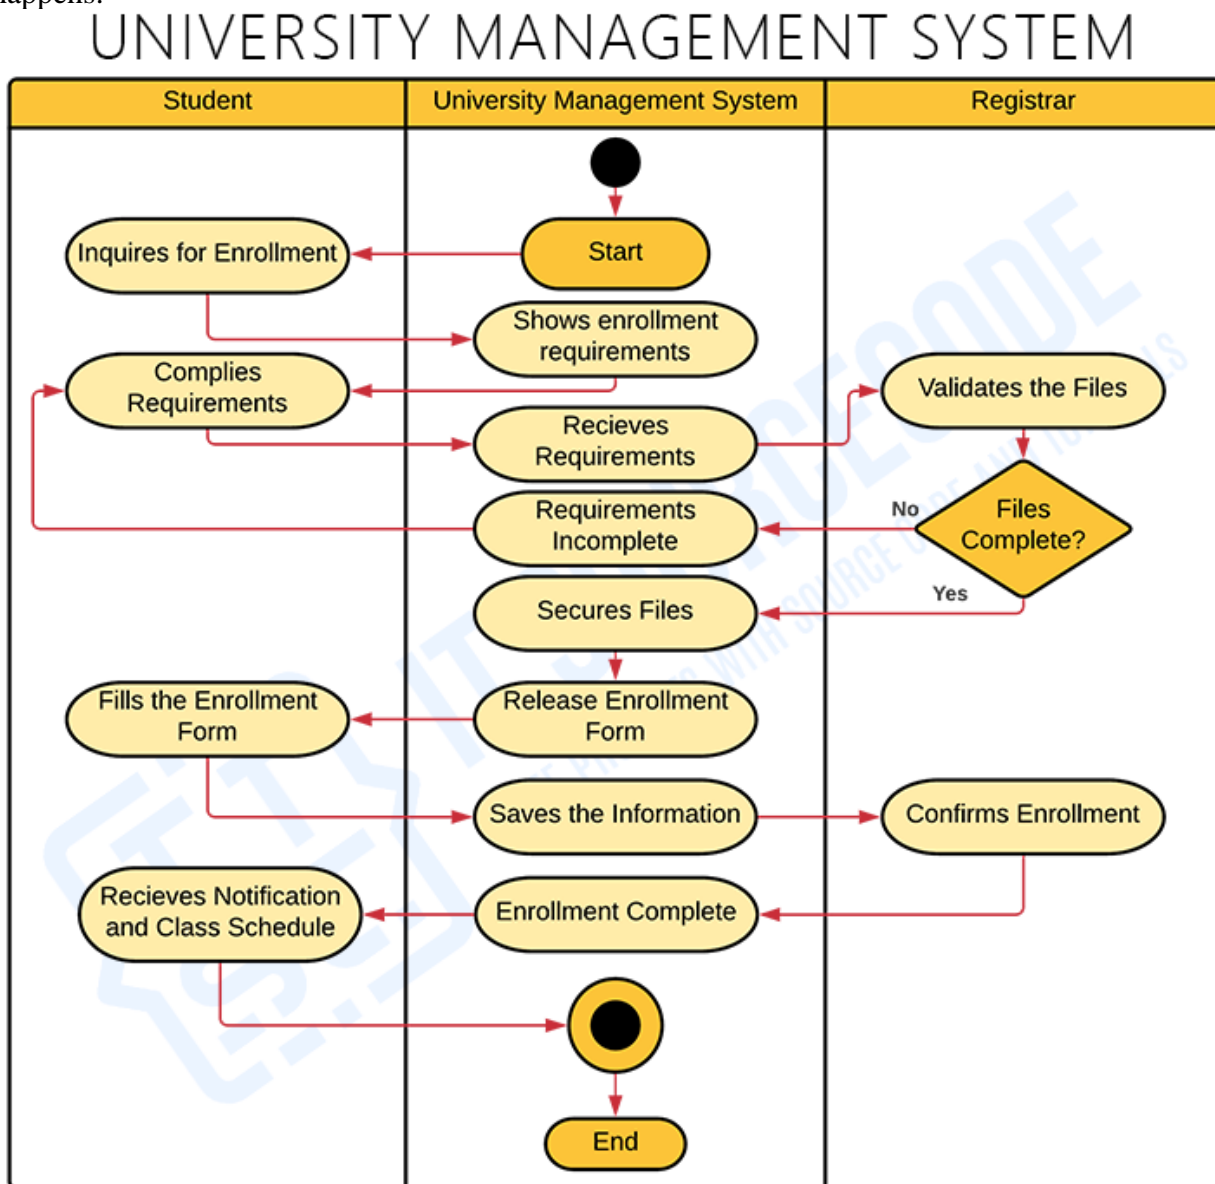 happens.
UNIVERSITY MANAGEMENT SYSTEM
Student
University Management System
Registrar
Start
Inquires for Enrollment
Shows enrollment
requirements
Complies
Requirements
Validates the Files
Recieves
Requirements
Files
Complete?
No
Requirements
Incomplete
Yes
Secures Files
Release Enrollment
Form
Fills the Enrollment
Form
Saves the Information
Confirms Enrollment
Enrollment Complete
Recieves Notification
and Class Schedule
End